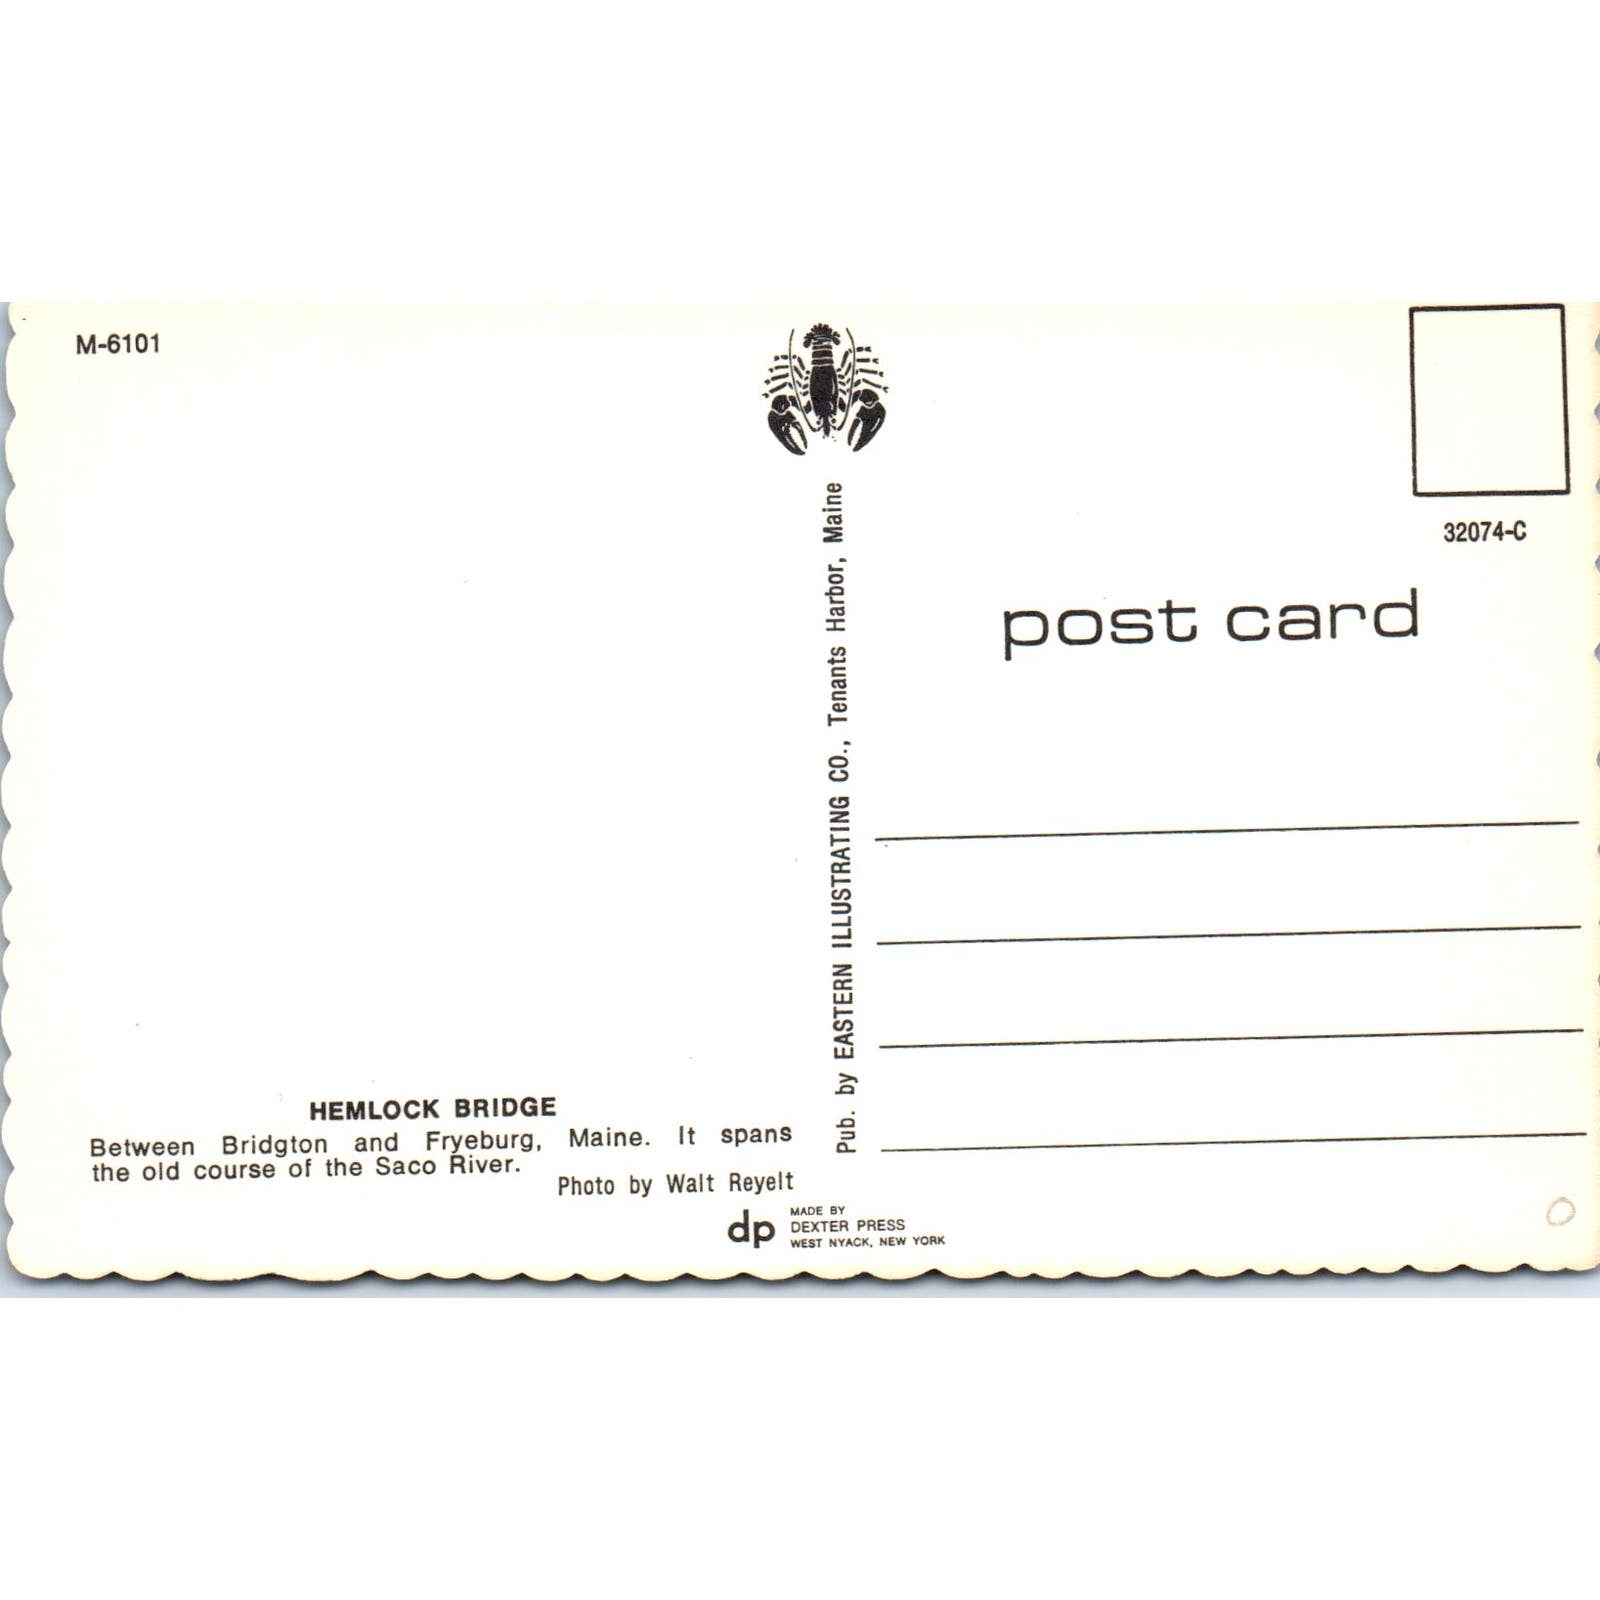 M-6101
HEMLOCK BRIDGE
Between Bridgton and Fryeburg, Maine. It spans
the old course of the Saco River.
Photo by Walt Reyelt
dp
MADE BY
DEXTER PRESS
WEST NYACK, NEW YORK
Pub. by EASTERN ILLUSTRATING CO., Tenants Harbor, Maine
32074-C
post card
O